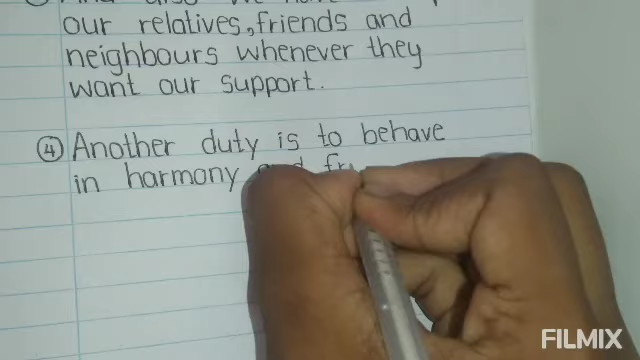 our relatives, friends and
neighbours whenever they
want our support.
④ Another duty is to behave
in harmony and
FILMIX